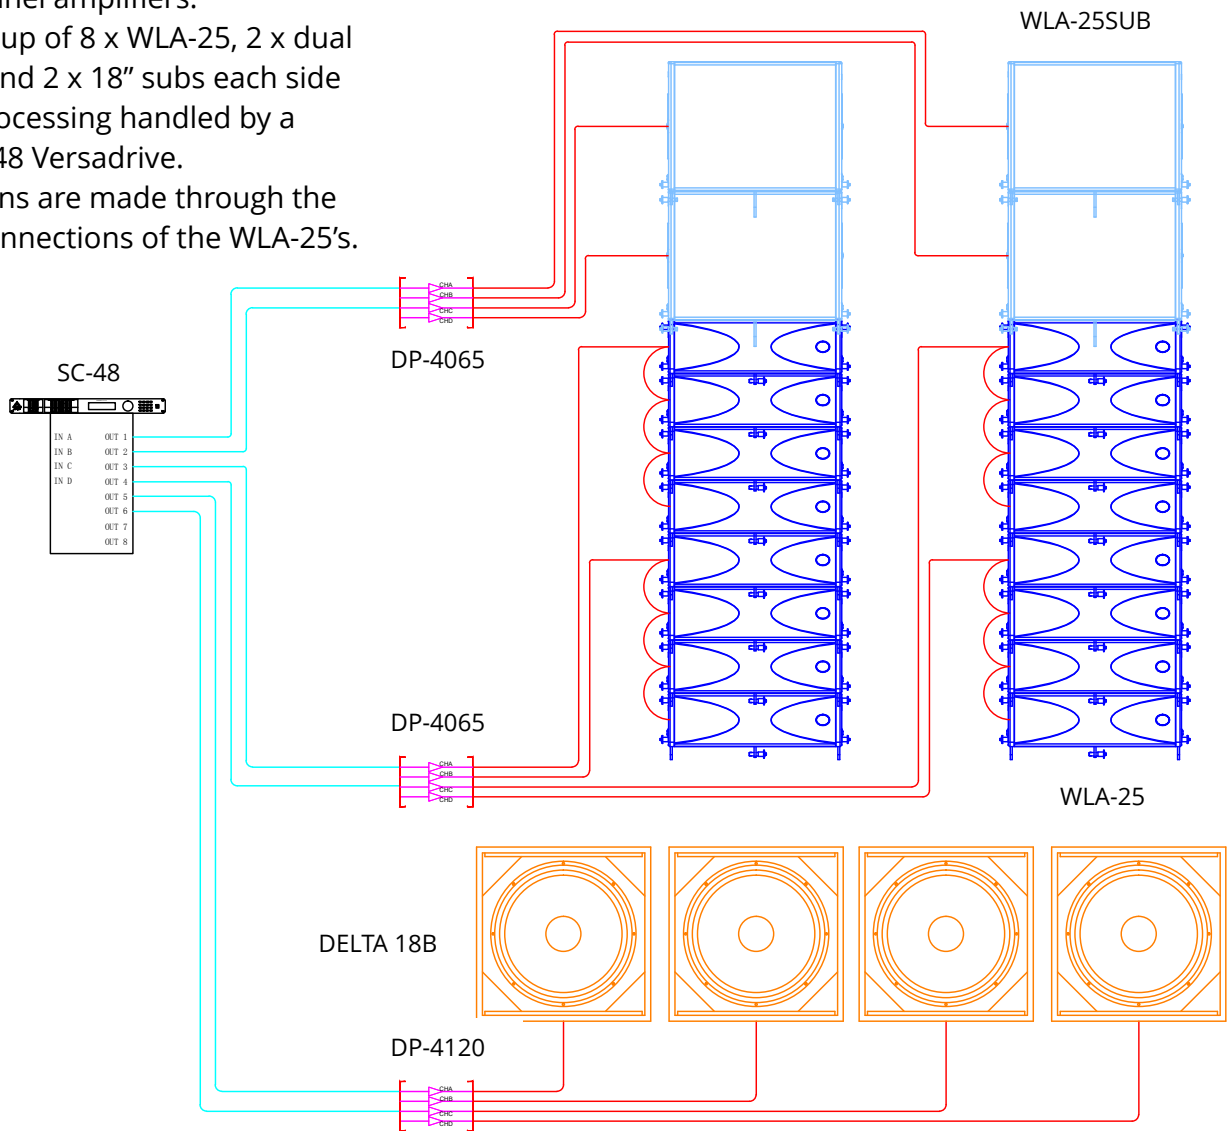 nel amplifiers.
up of 8 x WLA-25, 2 x dual
nd 2 x 18” subs each side
ocessing handled by a
48 Versadrive.
ns are made through the
onnections of the WLA-25’s.
WLA-25SUB
CHA
CHB
CHC
CHD
DP-4065
SC-48
IN A OUT 1
IN B OUT 2
IN C OUT 3
IN D OUT 4
OUT 5
OUT 6
OUT 7
OUT 8
DP-4065
CHA
CHB
CHC
CHD
WLA-25
DELTA 18B
DP-4120
CHA
CHB
CHC
CHD